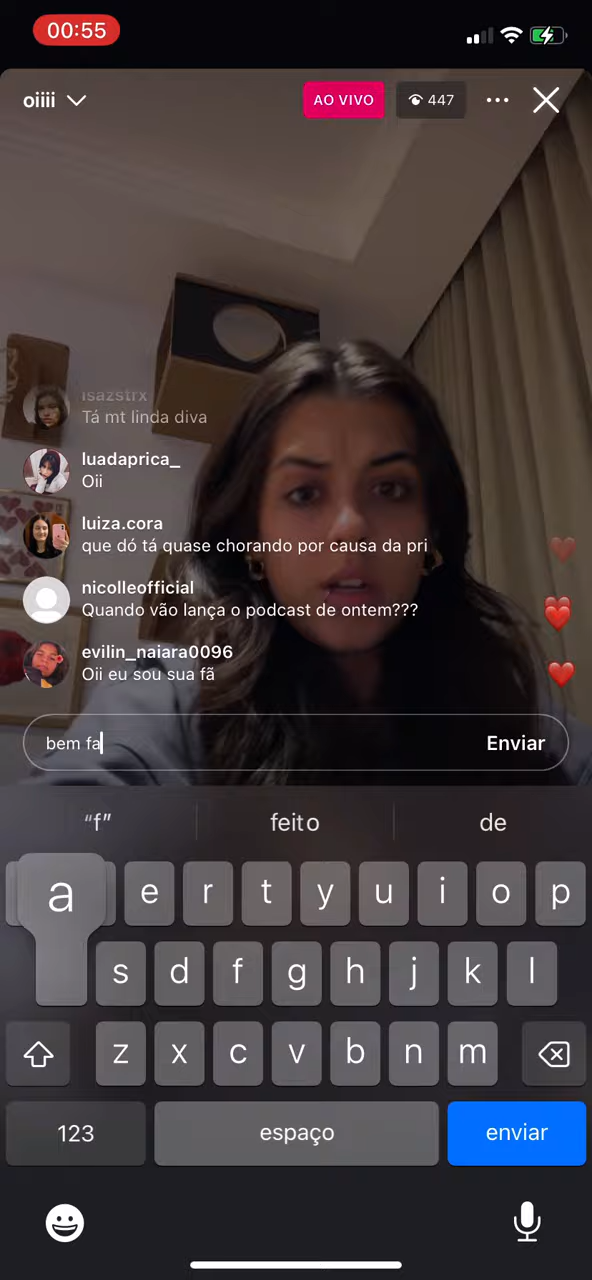 00:55
oiiii
AO VIVO
447
isazstrx
Tá mt linda diva
luadaprica_
Oii
luiza.cora
que dó tá quase chorando por causa da pri
nicolleofficial
Quando vão lança o podcast de ontem???
evilin_naiara0096
Oii eu sou sua fã
bem fa
Enviar
“f”
feito
de
a e r t y u i o p
s d f g h j k l
z x c v b n m
123
espaço
enviar